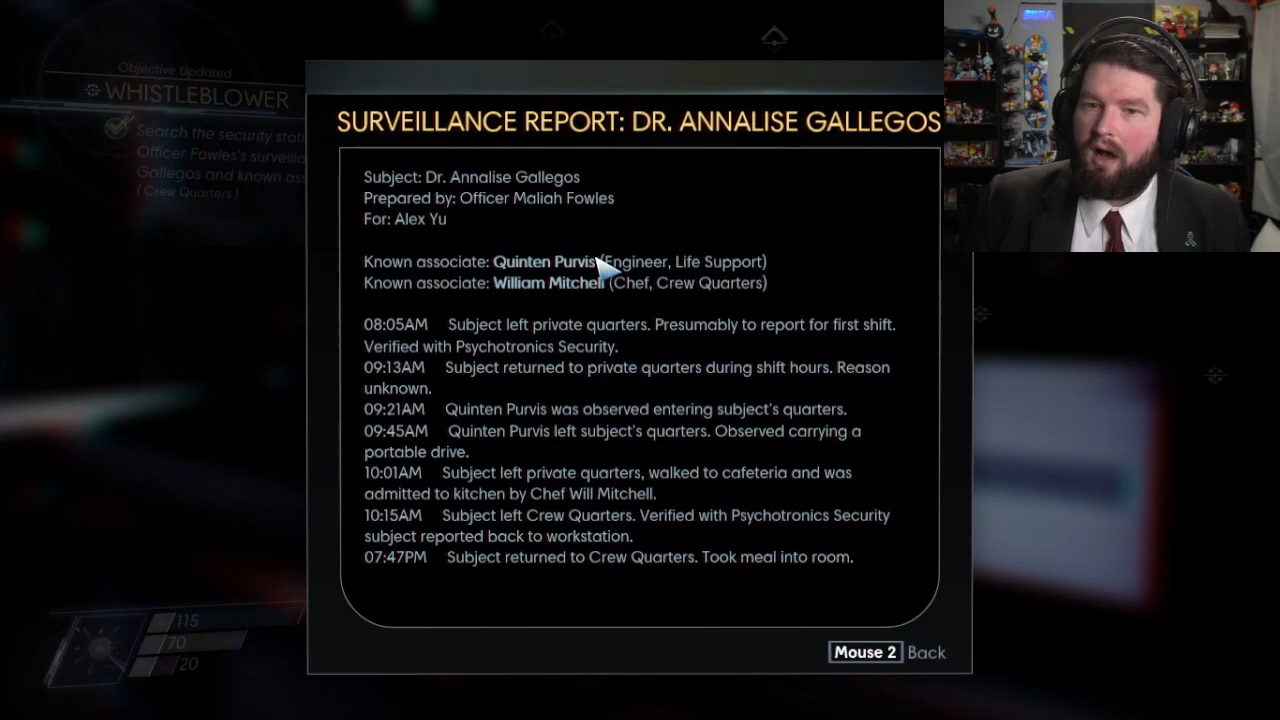 Objective Updated
WHISTLEBLOWER
Search the security stati
Officer Fowles's surveilla
Gallegos and known ass
( Crew Quarters )
SURVEILLANCE REPORT: DR. ANNALISE GALLEGOS
Subject: Dr. Annalise Gallegos
Prepared by: Officer Maliah Fowles
For: Alex Yu
Known associate: Quinten Purvis (Engineer, Life Support)
Known associate: William Mitchell (Chef, Crew Quarters)
08:05AM Subject left private quarters. Presumably to report for first shift.
Verified with Psychotronics Security.
09:13AM Subject returned to private quarters during shift hours. Reason
unknown.
09:21AM Quinten Purvis was observed entering subject's quarters.
09:45AM Quinten Purvis left subject's quarters. Observed carrying a
portable drive.
10:01AM Subject left private quarters, walked to cafeteria and was
admitted to kitchen by Chef Will Mitchell.
10:15AM Subject left Crew Quarters. Verified with Psychotronics Security
subject reported back to workstation.
07:47PM Subject returned to Crew Quarters. Took meal into room.
115
70
20
Mouse 2 Back